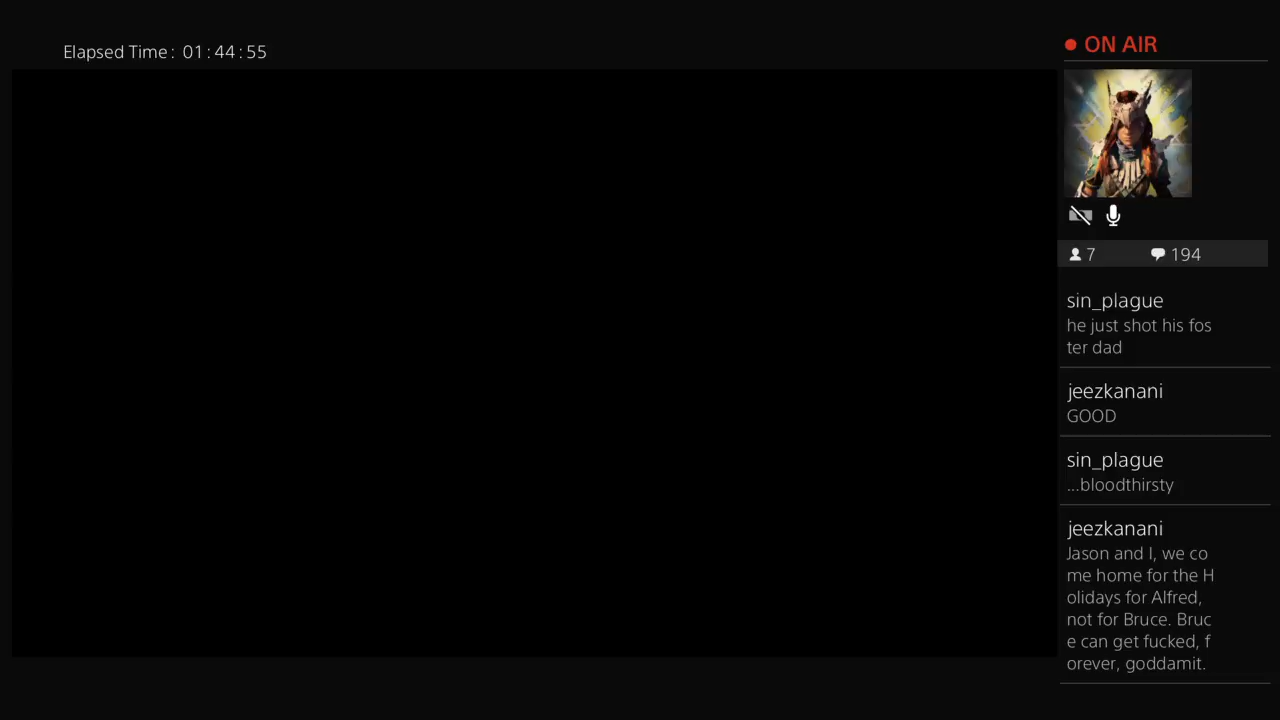 Elapsed Time: 01:44:55
ON AIR
7 194
sin_plague
he just shot his fos
ter dad
jeezkanani
GOOD
sin_plague
...bloodthirsty
jeezkanani
Jason and I, we co
me home for the H
olidays for Alfred,
not for Bruce. Bruc
e can get fucked, f
orever, goddamit.